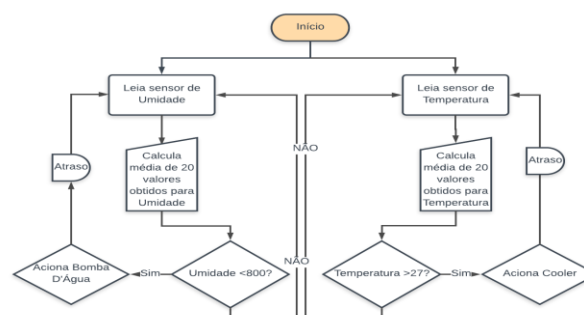 Início
Leia sensor de
Umidade
Leia sensor de
Temperatura
NÃO
Calcula
média de 20
valores
obtidos para
Umidade
Calcula
média de 20
valores
obtidos para
Temperatura
Atraso
Atraso
NÃO
Aciona Bomba
D'Água
Sim
Umidade <800?
Temperatura >27?
Sim
Aciona Cooler